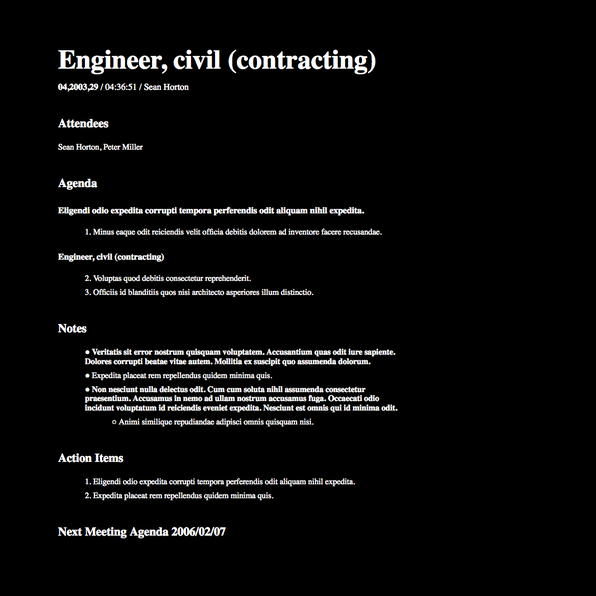 Engineer, civil (contracting)
04,2003,29 / 04:36:51 / Sean Horton
Attendees
Sean Horton, Peter Miller
Agenda
Eligendi odio expedita corrupti tempora perferendis odit aliquam nihil expedita.
1. Minus eaque odit reiciendis velit officia debitis dolorem ad inventore facere recusandae.
Engineer, civil (contracting)
2. Voluptas quod debitis consectetur reprehenderit.
3. Officiis id blanditiis quos nisi architecto asperiores illum distinctio.
Notes
● Veritatis sit error nostrum quisquam voluptatem. Accusantium quas odit iure sapiente.
Dolores corrupti beatae vitae autem. Mollitia ex suscipit quo assumenda dolorum.
● Expedita placeat rem repellendus quidem minima quis.
● Non nesciunt nulla delectus odit. Cum cum soluta nihil assumenda consectetur
praesentium. Accusamus in nemo ad ullam nostrum accusamus fuga. Occaecati odio
incidunt voluptatum id reiciendis eveniet expedita. Nesciunt est omnis qui id minima odit.
○ Animi similique repudiandae adipisci omnis quisquam nisi.
Action Items
1. Eligendi odio expedita corrupti tempora perferendis odit aliquam nihil expedita.
2. Expedita placeat rem repellendus quidem minima quis.
Next Meeting Agenda 2006/02/07